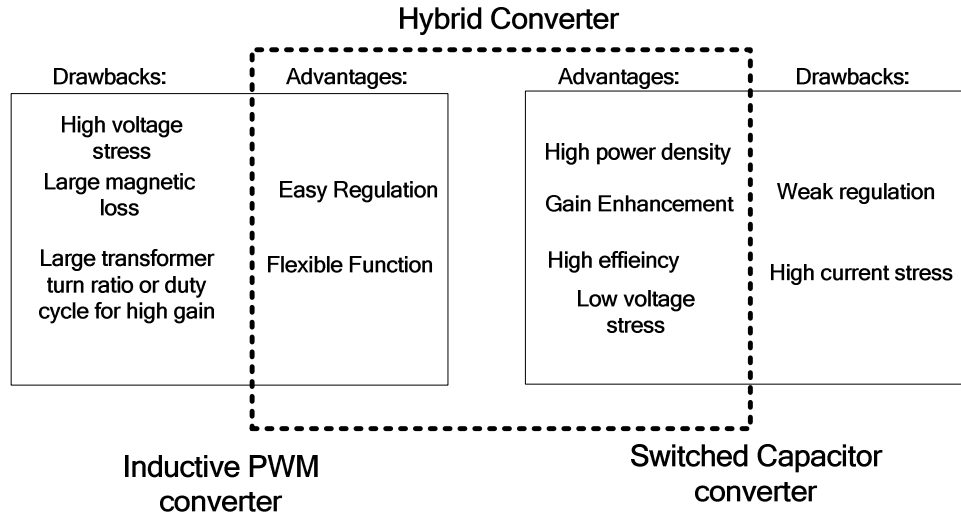 Hybrid Converter
Drawbacks:
Advantages:
Advantages:
Drawbacks:
High voltage
stress
Large magnetic
loss
Large transformer
turn ratio or duty
cycle for high gain
Easy Regulation
Flexible Function
High power density
Gain Enhancement
High effieincy
Low voltage
stress
Weak regulation
High current stress
Inductive PWM
converter
Switched Capacitor
converter